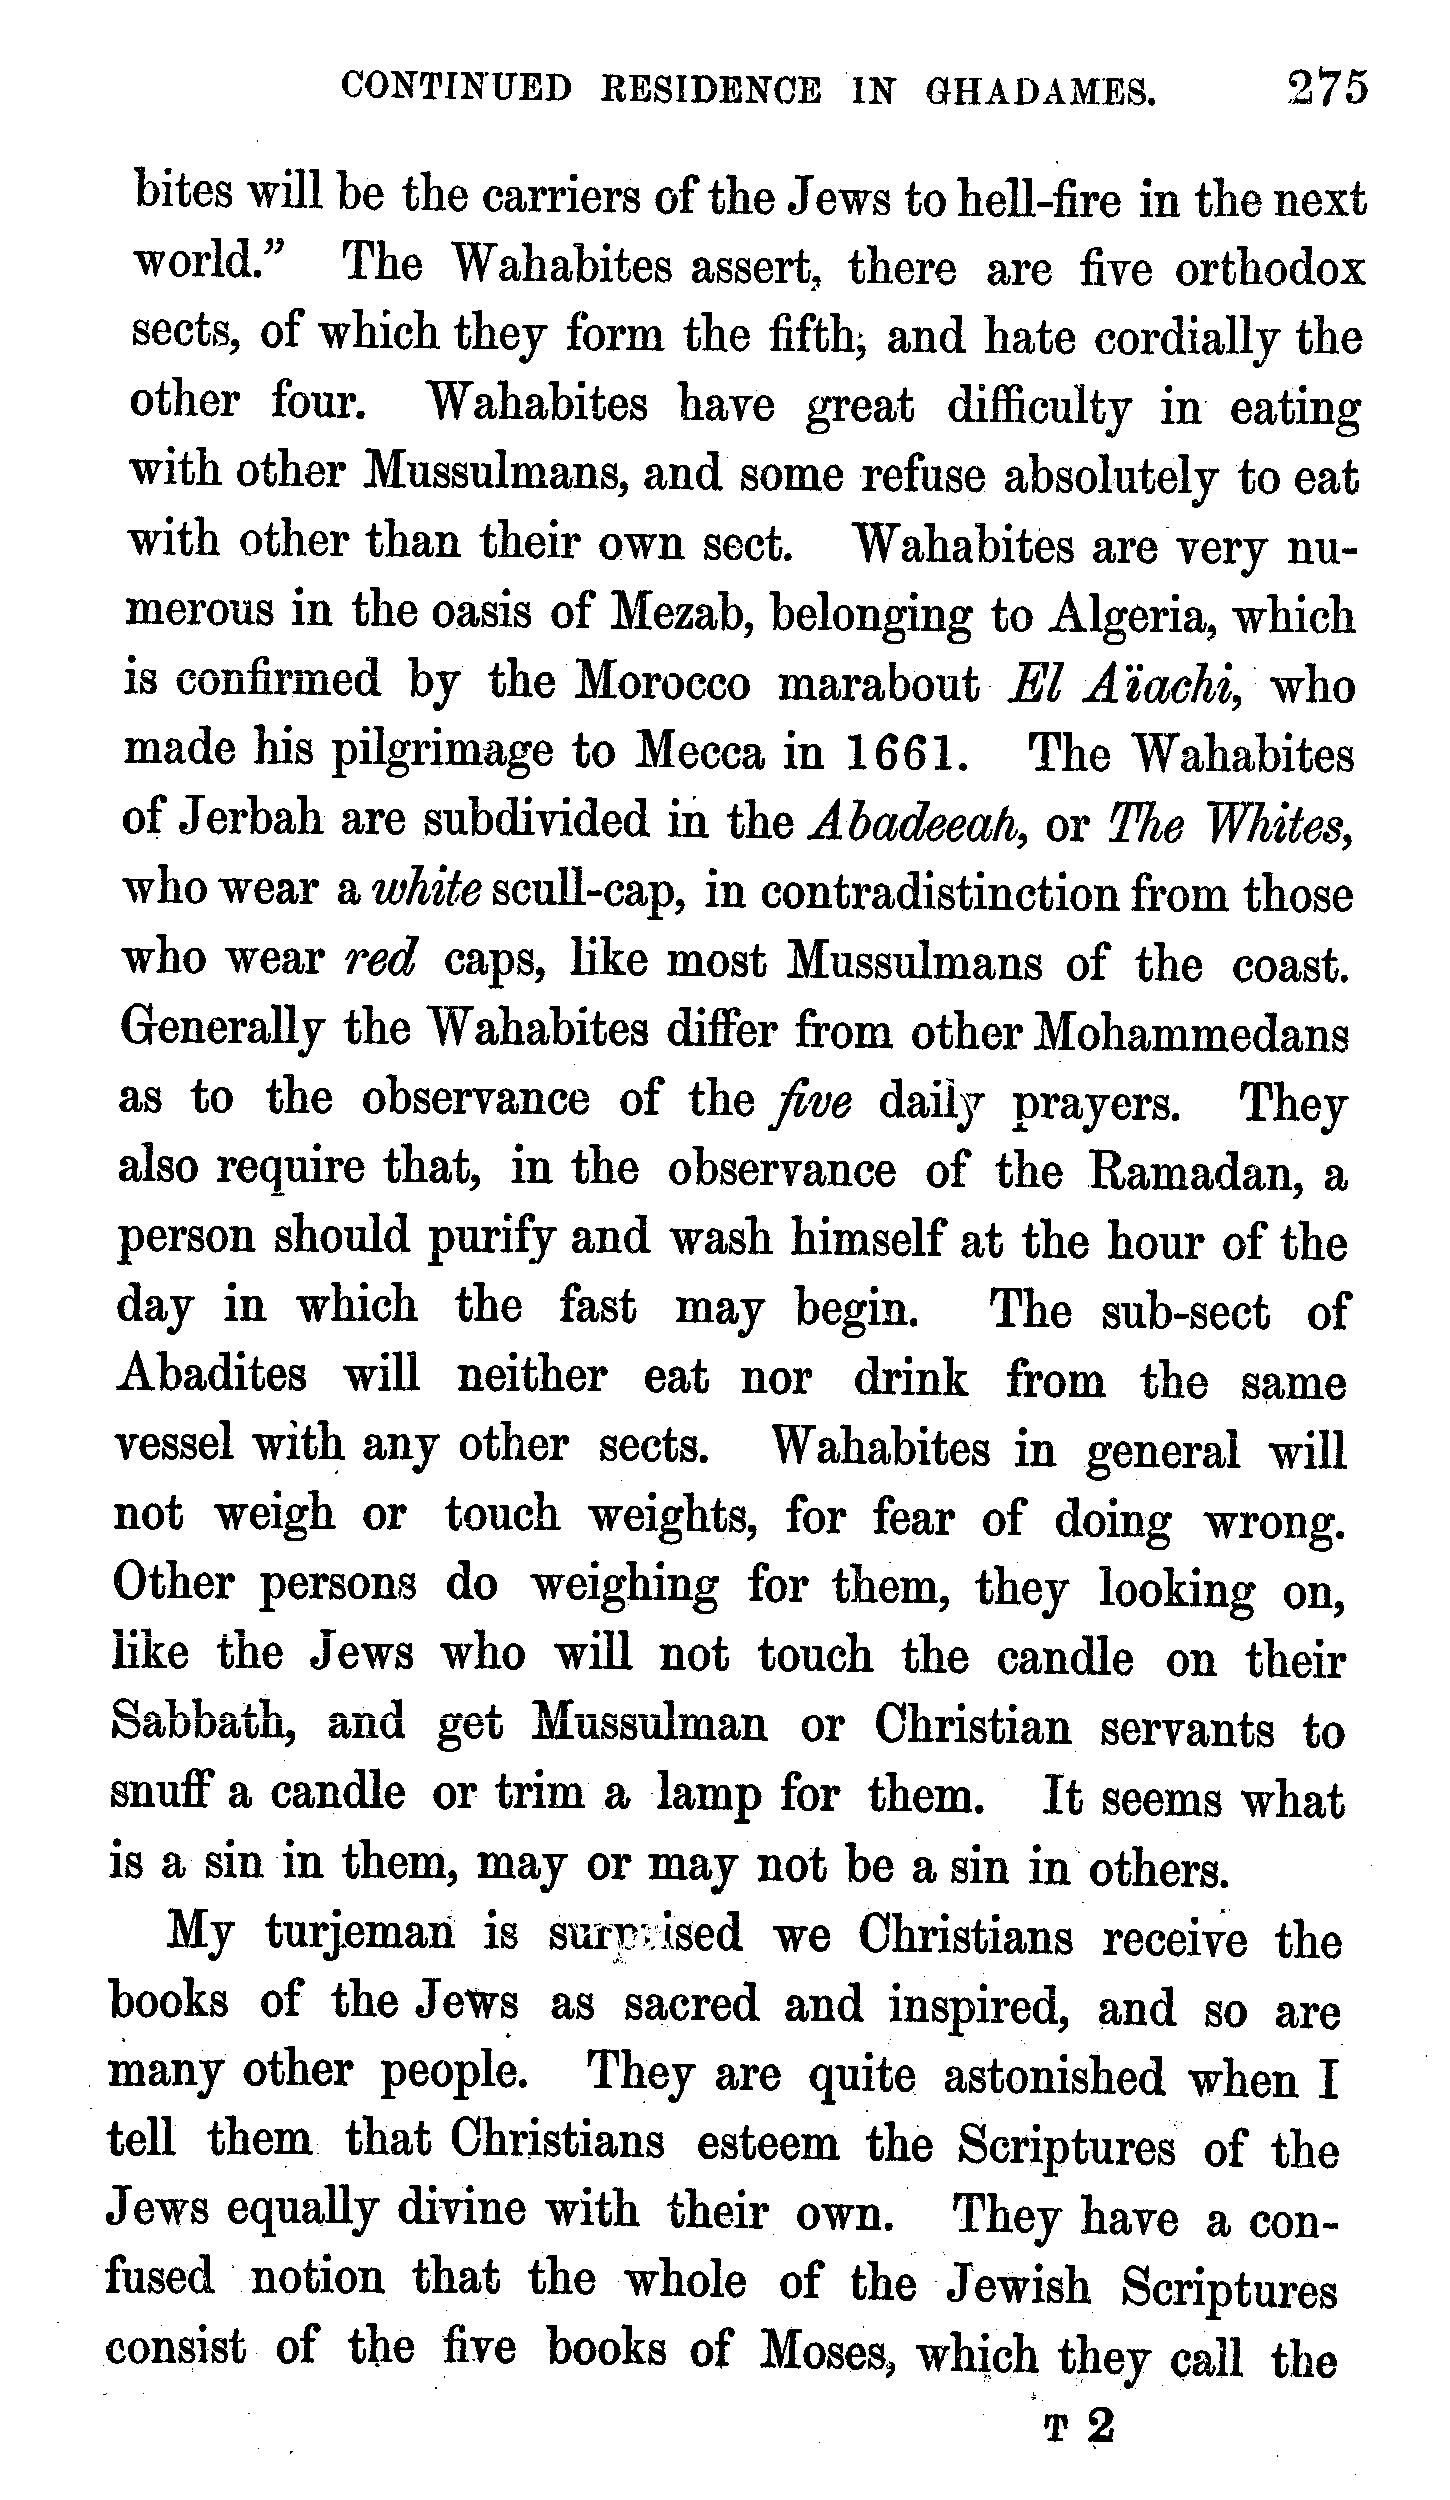 CONTINUED RESIDENCE IN GHADAMES. 275
bites will be the carriers of the Jews to hell-fire in the next
world.” The Wahabites assert, there are five orthodox
sects, of which they form the fifth, and hate cordially the
other four. Wahabites have great difficulty in eating
with other Mussulmans, and some refuse absolutely to eat
with other than their own sect. Wahabites are very nu-
merous in the oasis of Mezab, belonging to Algeria, which
is confirmed by the Morocco marabout El Aïachi, who
made his pilgrimage to Mecca in 1661. The Wahabites
of Jerbah are subdivided in the Abadeeah, or The Whites,
who wear a white scull-cap, in contradistinction from those
who wear red caps, like most Mussulmans of the coast.
Generally the Wahabites differ from other Mohammedans
as to the observance of the five daily prayers. They
also require that, in the observance of the Ramadan, a
person should purify and wash himself at the hour of the
day in which the fast may begin. The sub-sect of
Abadites will neither eat nor drink from the same
vessel with any other sects. Wahabites in general will
not weigh or touch weights, for fear of doing wrong.
Other persons do weighing for them, they looking on,
like the Jews who will not touch the candle on their
Sabbath, and get Mussulman or Christian servants to
snuff a candle or trim a lamp for them. It seems what
is a sin in them, may or may not be a sin in others.
My turjeman is surprised we Christians receive the
books of the Jews as sacred and inspired, and so are
many other people. They are quite astonished when I
tell them that Christians esteem the Scriptures of the
Jews equally divine with their own. They have a con-
fused notion that the whole of the Jewish Scriptures
consist of the five books of Moses, which they call the
T 2